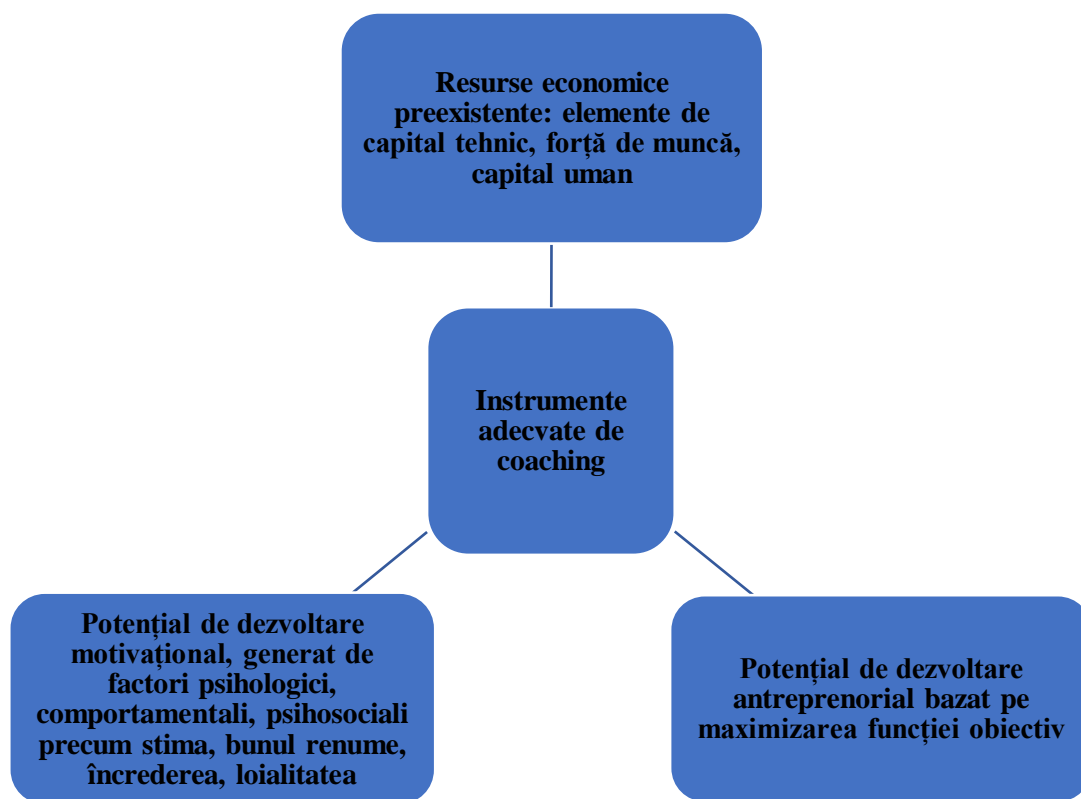 Resurse economice
preexistente: elemente de
capital tehnic, forță de muncă,
capital uman
Instrumente
adecvate de
coaching
Potențial de dezvoltare
motivațional, generat de
factori psihologici,
comportamentali, psihosociali
precum stima, bunul renume,
încrederea, loialitatea
Potențial de dezvoltare
antreprenorial bazat pe
maximizarea funcției obiectiv